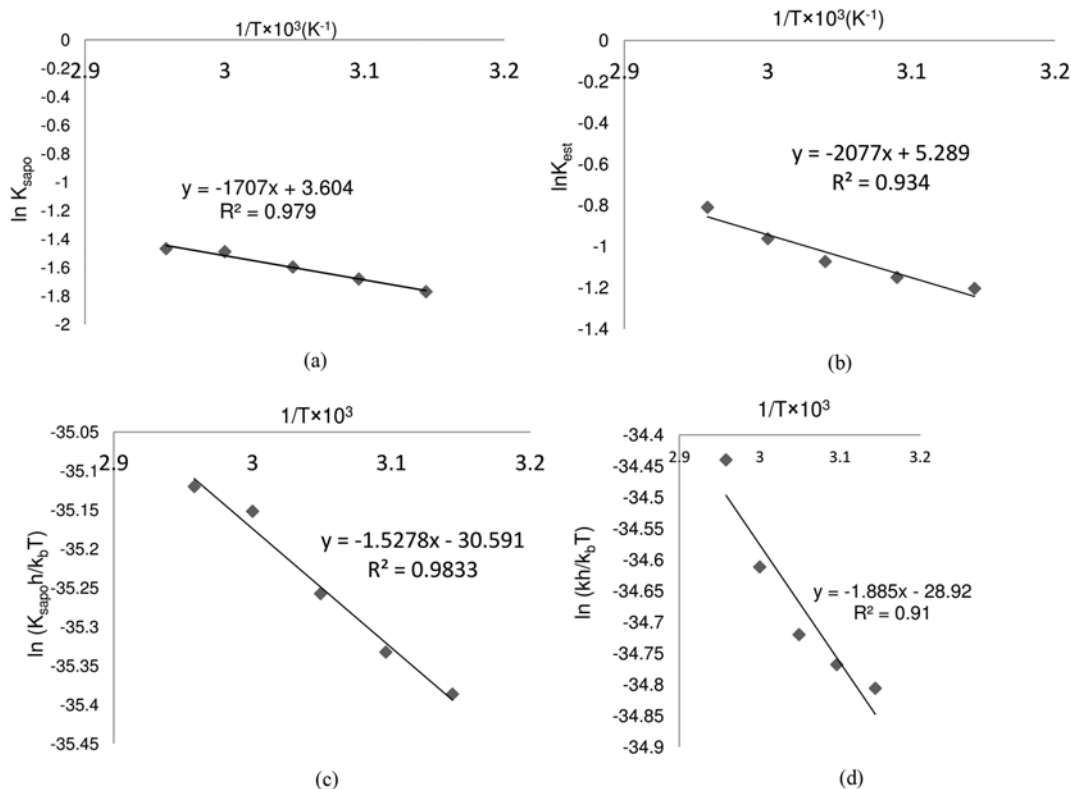 1/T×10³(K⁻¹)
0
2.9
3
3.1
3.2
-0.2
-0.4
-0.6
-0.8
-1
-1.2
-1.4
-1.6
-1.8
-2
ln K_sapo
y = -1707x + 3.604
R² = 0.979
(a)
1/T×10³(K⁻¹)
0
2.9
3
3.1
3.2
-0.2
-0.4
-0.6
-0.8
-1
-1.2
-1.4
lnK_est
y = -2077x + 5.289
R² = 0.934
(b)
1/T×10³
-35.05
2.9
3
3.1
3.2
-35.1
-35.15
-35.2
-35.25
-35.3
-35.35
-35.4
-35.45
ln (K_sapoh/k_bT)
y = -1.5278x - 30.591
R² = 0.9833
(c)
1/T×10³
-34.4
2.9
3
3.1
3.2
-34.45
-34.5
-34.55
-34.6
-34.65
-34.7
-34.75
-34.8
-34.85
-34.9
ln (kh/k_bT)
y = -1.885x - 28.92
R² = 0.91
(d)